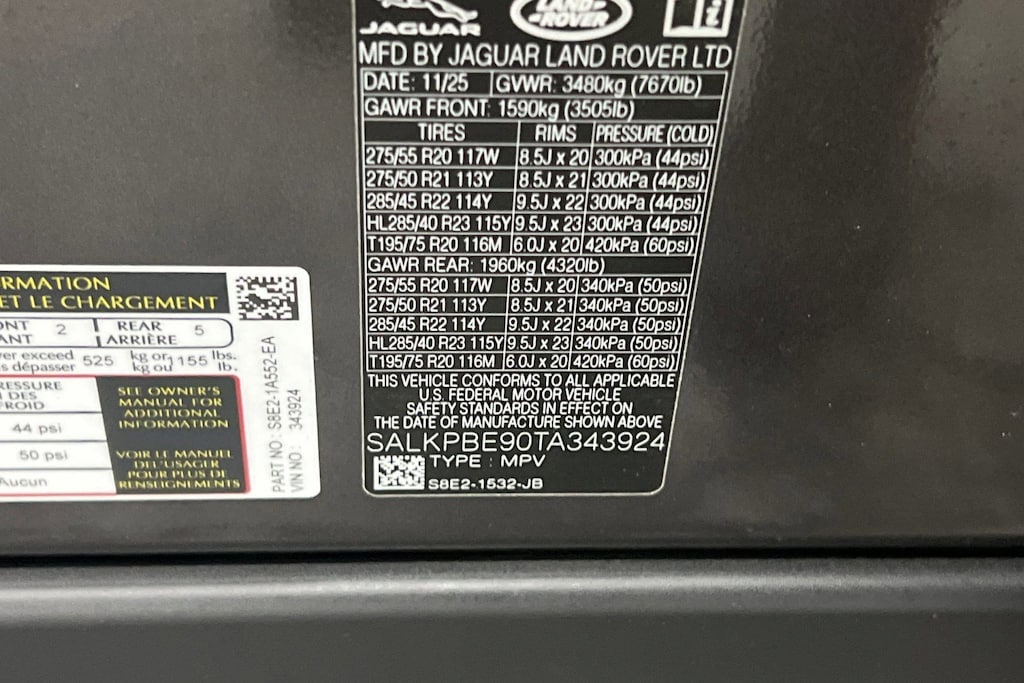 JAGUAR
LAND-
-ROVER
MFD BY JAGUAR LAND ROVER LTD
DATE: 11/25 GVWR: 3480kg (7670lb)
GAWR FRONT: 1590kg (3505lb)
TIRES RIMS PRESSURE (COLD)
275/55 R20 117W 8.5J x 20 300kPa (44psi)
275/50 R21 113Y 8.5J x 21 300kPa (44psi)
285/45 R22 114Y 9.5J x 22 300kPa (44psi)
HL285/40 R23 115Y 9.5J x 23 300kPa (44psi)
T195/75 R20 116M 6.0J x 20 420kPa (60psi)
GAWR REAR: 1960kg (4320lb)
275/55 R20 117W 8.5J x 20 340kPa (50psi)
275/50 R21 113Y 8.5J x 21 340kPa (50psi)
285/45 R22 114Y 9.5J x 22 340kPa (50psi)
HL285/40 R23 115Y 9.5J x 23 340kPa (50psi)
T195/75 R20 116M 6.0J x 20 420kPa (60psi)
THIS VEHICLE CONFORMS TO ALL APPLICABLE
U.S. FEDERAL MOTOR VEHICLE
SAFETY STANDARDS IN EFFECT ON
THE DATE OF MANUFACTURE SHOWN ABOVE
SALKPBE90TA343924
TYPE : MPV
S8E2-1532-JB
RMATION
ET LE CHARGEMENT
ONT 2 REAR 5
ANT ARRIÈRE
ver exceed 525 kg or 1155 lbs.
s dépasser kg ou lb.
RESSURE
N DES
FROID
44 psi
50 psi
Aucun
SEE OWNER'S
MANUAL FOR
ADDITIONAL
INFORMATION
VOIR LE MANUEL
DE L'USAGER
POUR PLUS DE
RENSEIGNEMENTS
PART NO : S8E2-1A552-EA
VIN NO : 343924